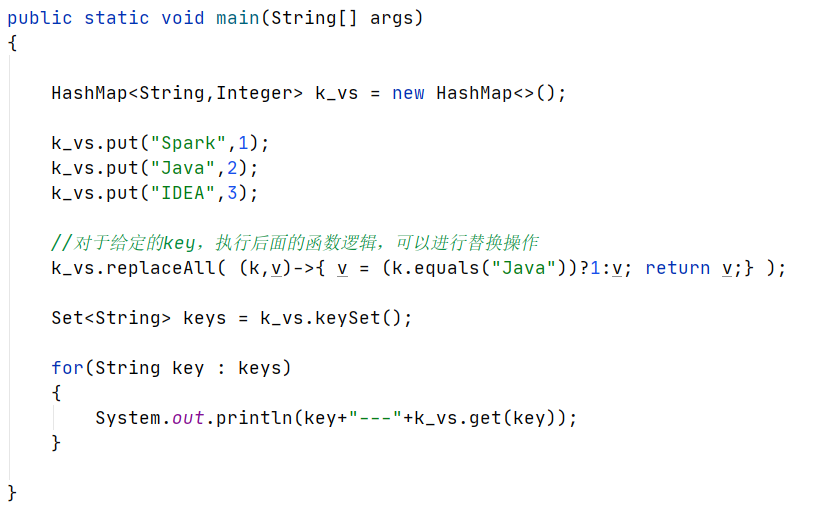 public static void main(String[] args)
{
HashMap<String,Integer> k_vs = new HashMap<>();
k_vs.put("Spark",1);
k_vs.put("Java",2);
k_vs.put("IDEA",3);
//对于给定的key，执行后面的函数逻辑，可以进行替换操作
k_vs.replaceAll( (k,v)->{ v = (k.equals("Java"))?1:v; return v;} );
Set<String> keys = k_vs.keySet();
for(String key : keys)
{
System.out.println(key+"---"+k_vs.get(key));
}
}